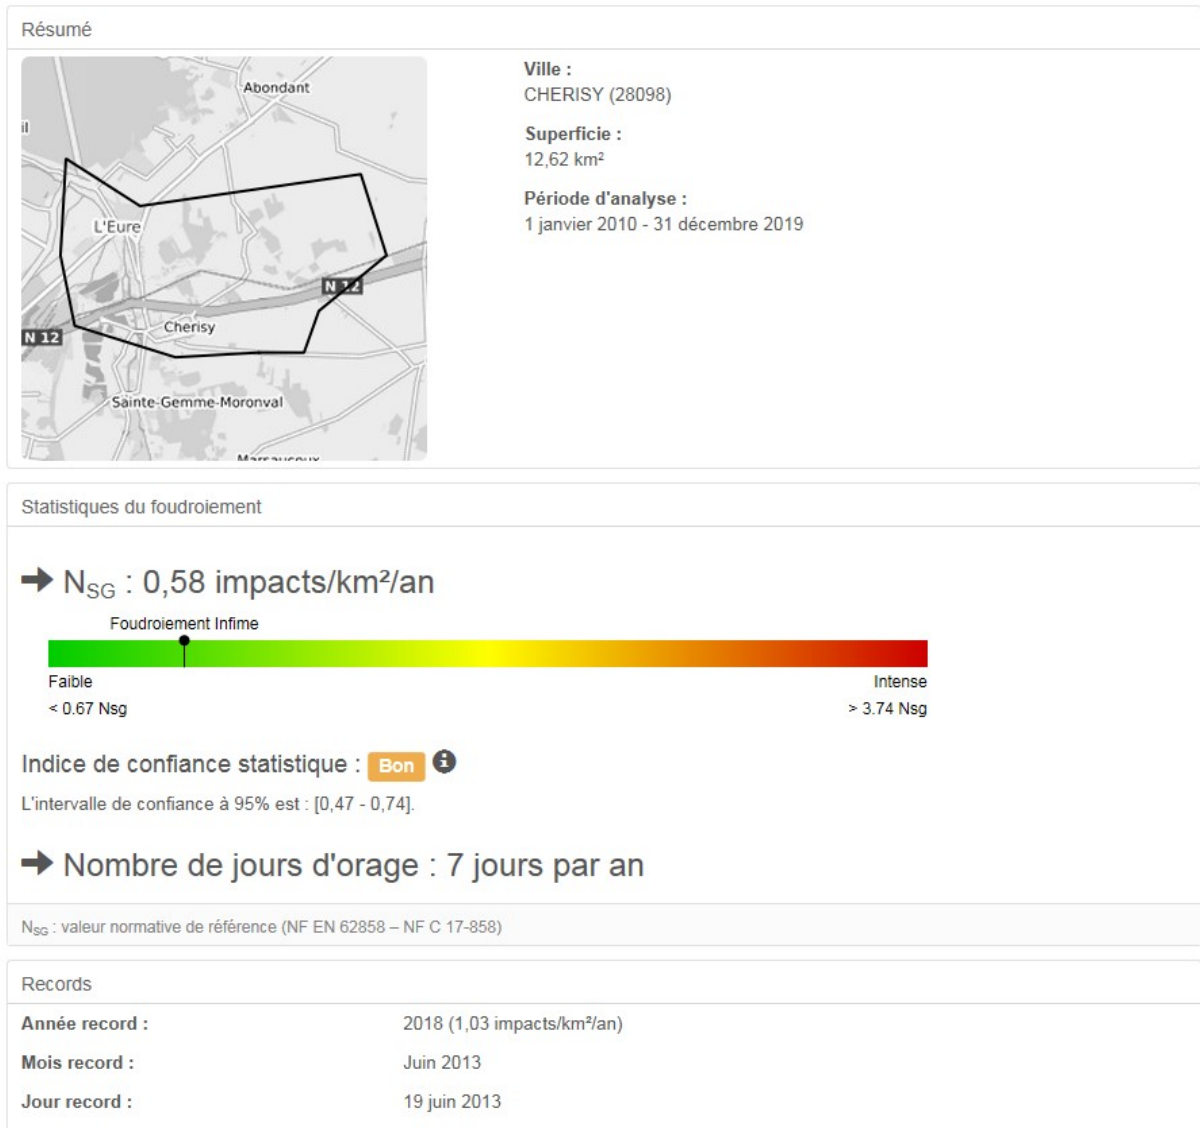 Résumé
Abondant
il
L'Eure
N 12
Cherisy
N 12
Sainte-Gemme-Moronval
Ville :
CHERISY (28098)
Superficie :
12,62 km²
Période d'analyse :
1 janvier 2010 - 31 décembre 2019
Statistiques du foudroiement
N_SG : 0,58 impacts/km²/an
Foudroiement Infime
Faible
Intense
< 0.67 Nsg
> 3.74 Nsg
Indice de confiance statistique : Bon
L'intervalle de confiance à 95% est : [0,47 - 0,74].
Nombre de jours d'orage : 7 jours par an
N_SG : valeur normative de référence (NF EN 62858 – NF C 17-858)
Records
Année record : 2018 (1,03 impacts/km²/an)
Mois record : Juin 2013
Jour record : 19 juin 2013